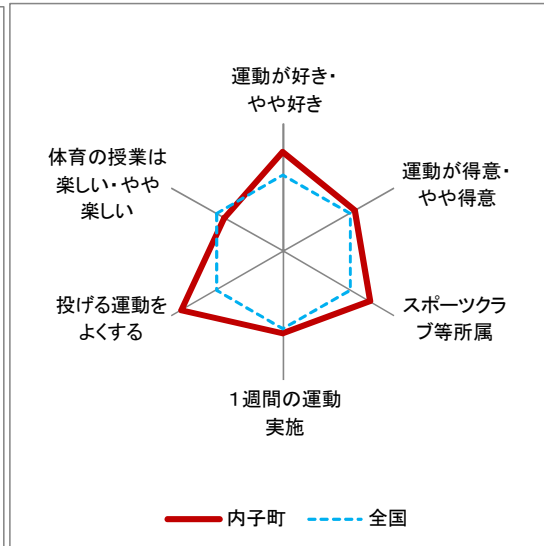 運動が好き・
やや好き
運動が得意・
やや得意
スポーツクラ
ブ等所属
1週間の運動
実施
投げる運動を
よくする
体育の授業は
楽しい・やや
楽しい
内子町
全国